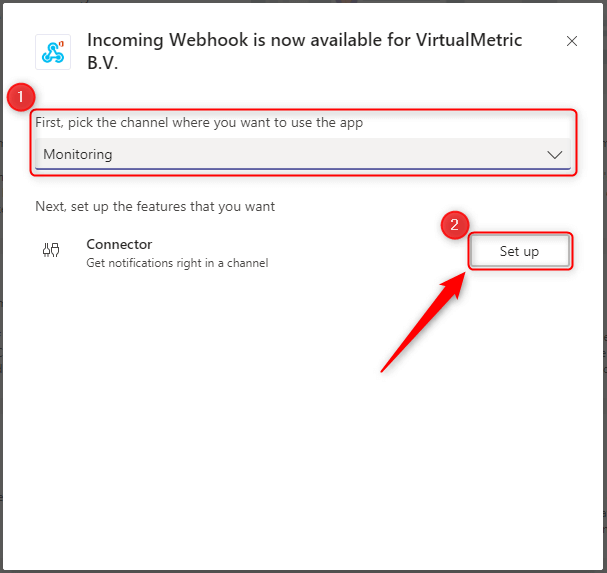 Incoming Webhook is now available for VirtualMetric
B.V.
1
First, pick the channel where you want to use the app
Monitoring
Next, set up the features that you want
2
Connector
Get notifications right in a channel
Set up